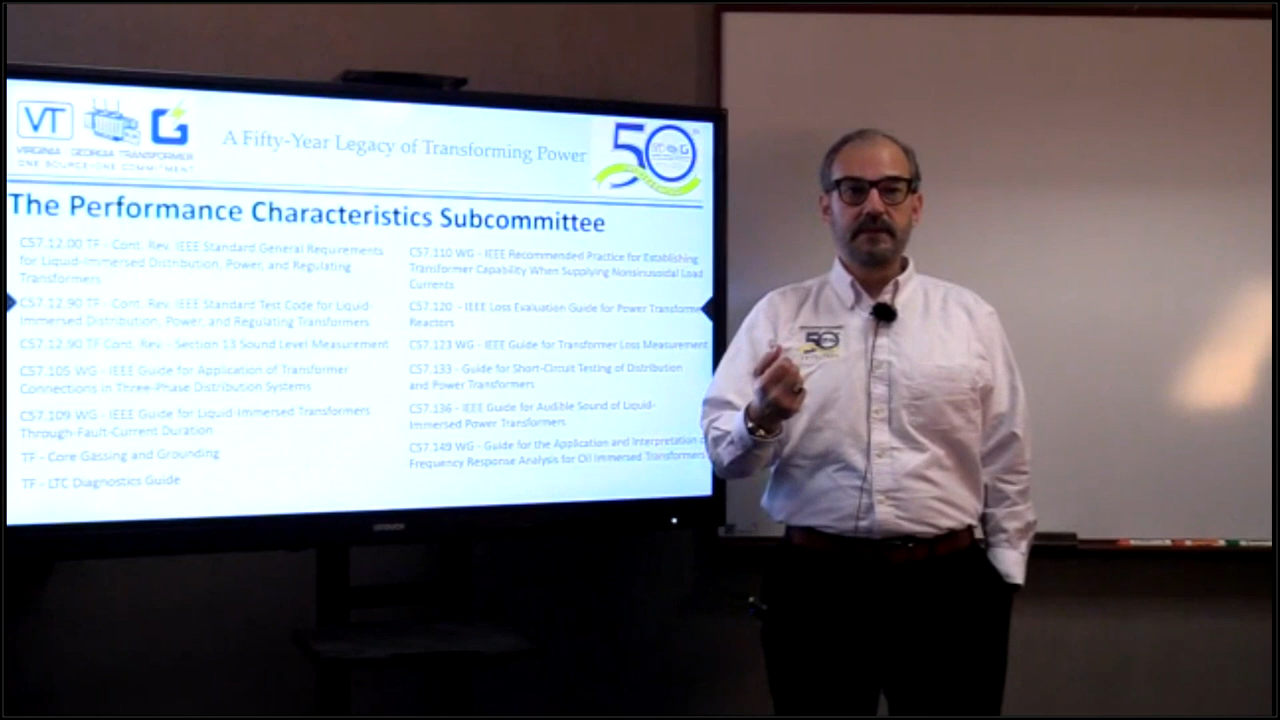 VT
G
VIRGINIA - GEORGIA TRANSFORMER
ONE SOURCE-ONE COMMITMENT
A Fifty-Year Legacy of Transforming Power
50
The Performance Characteristics Subcommittee
C57.12.00 TF - Cont. Rev. IEEE Standard General Requirements
for Liquid-Immersed Distribution, Power, and Regulating
Transformers
C57.12.90 TF - Cont. Rev. IEEE Standard Test Code for Liquid-
Immersed Distribution, Power, and Regulating Transformers
C57.12.90 TF Cont. Rev. - Section 13 Sound Level Measurement
C57.105 WG - IEEE Guide for Application of Transformer
Connections in Three-Phase Distribution Systems
C57.109 WG - IEEE Guide for Liquid-Immersed Transformers
Through-Fault-Current Duration
TF - Core Gassing and Grounding
TF - LTC Diagnostics Guide
C57.110 WG - IEEE Recommended Practice for Establishing
Transformer Capability When Supplying Nonsinusoidal Load
Currents
C57.120 - IEEE Loss Evaluation Guide for Power Transforme
Reactors
C57.123 WG - IEEE Guide for Transformer Loss Measurement
C57.133 - Guide for Short-Circuit Testing of Distribution
and Power Transformers
C57.136 - IEEE Guide for Audible Sound of Liquid-
Immersed Power Transformers
C57.149 WG - Guide for the Application and Interpretation
Frequency Response Analysis for Oil Immersed Transformers
50